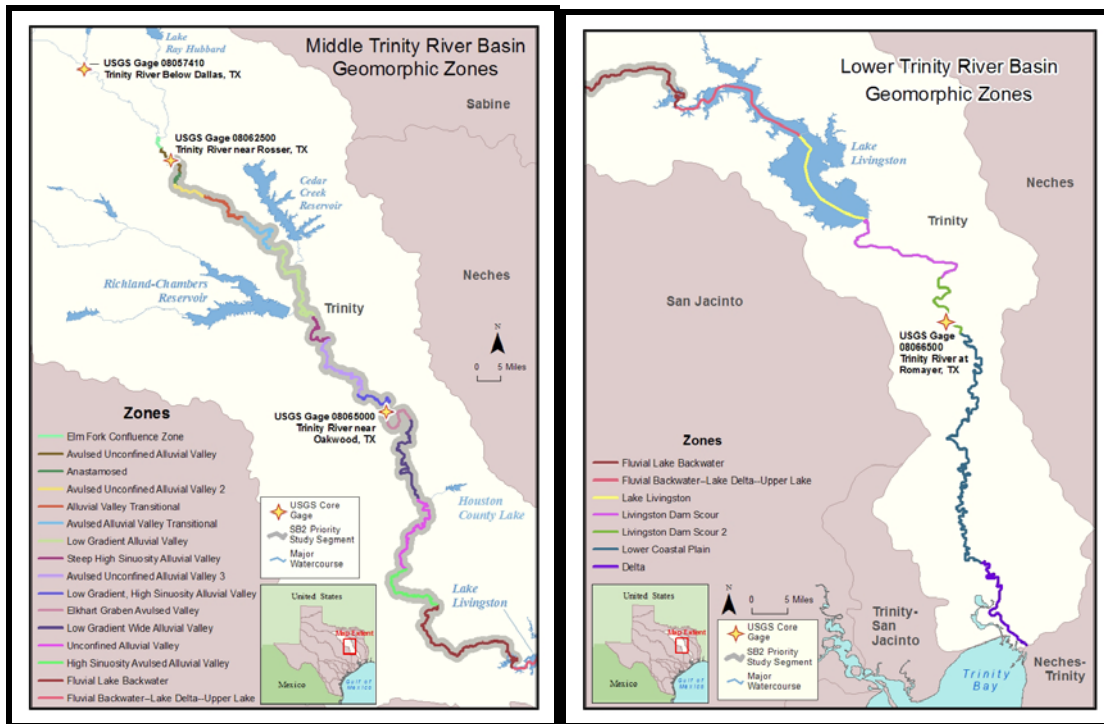 Middle Trinity River Basin
Geomorphic Zones
Lake
Ray Hubbard
USGS Gage 08057410
Trinity River Below Dallas, TX
Sabine
USGS Gage 08062500
Trinity River near Rosser, TX
Cedar
Creek
Reservoir
Richland-Chambers
Reservoir
Trinity
Neches
N
0 5 Miles
USGS Gage 08065000
Trinity River near
Oakwood, TX
Houston
County Lake
Lake
Livingston
Zones
Elm Fork Confluence Zone
Avulsed Unconfined Alluvial Valley
Anastamosed
Avulsed Unconfined Alluvial Valley 2
Alluvial Valley Transitional
Avulsed Alluvial Valley Transitional
Low Gradient Alluvial Valley
Steep High Sinuosity Alluvial Valley
Avulsed Unconfined Alluvial Valley 3
Low Gradient, High Sinuosity Alluvial Valley
Elkhart Graben Avulsed Valley
Low Gradient Wide Alluvial Valley
Unconfined Alluvial Valley
High Sinuosity Avulsed Alluvial Valley
Fluvial Lake Backwater
Fluvial Backwater–Lake Delta–Upper Lake
USGS Core
Gage
SB2 Priority
Study Segment
Major
Watercourse
United States
Map Extent
Mexico
Gulf of
Mexico
Lower Trinity River Basin
Geomorphic Zones
Lake
Livingston
Neches
Trinity
San Jacinto
USGS Gage
08066500
Trinity River at
Romayer, TX
Zones
Fluvial Lake Backwater
Fluvial Backwater–Lake Delta--Upper Lake
Lake Livingston
Livingston Dam Scour
Livingston Dam Scour 2
Lower Coastal Plain
Delta
United States
Map Extent
Mexico
Gulf of
Mexico
N
0 5 Miles
USGS Core
Gage
SB2 Priority
Study Segment
Major
Watercourse
Trinity-
San
Jacinto
Trinity
Bay
Neches-
Trinity